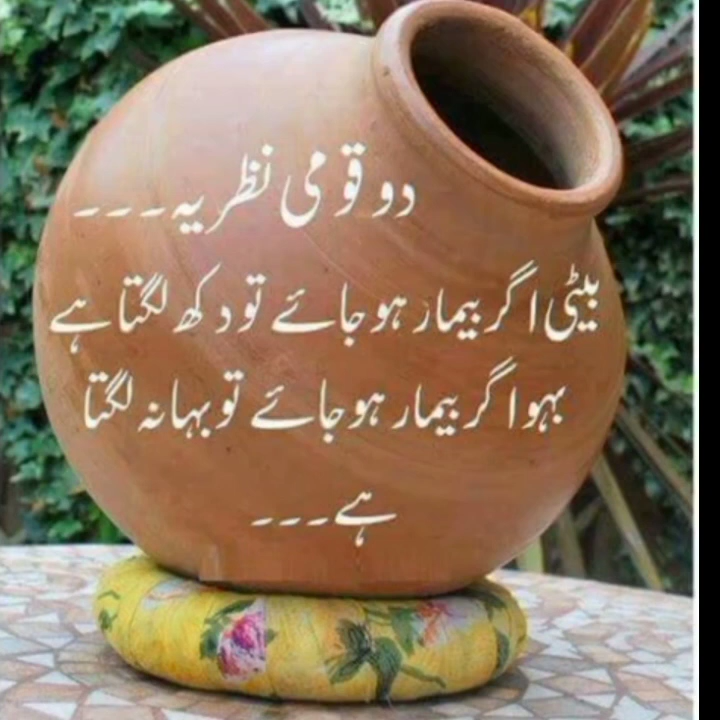 دو قومی نظریہ ۔۔۔
بیٹی اگر بیمار ہو جائے تو دکھ لگتا ہے
بہو اگر بیمار ہو جائے تو بہانہ لگتا
ہے ۔۔۔